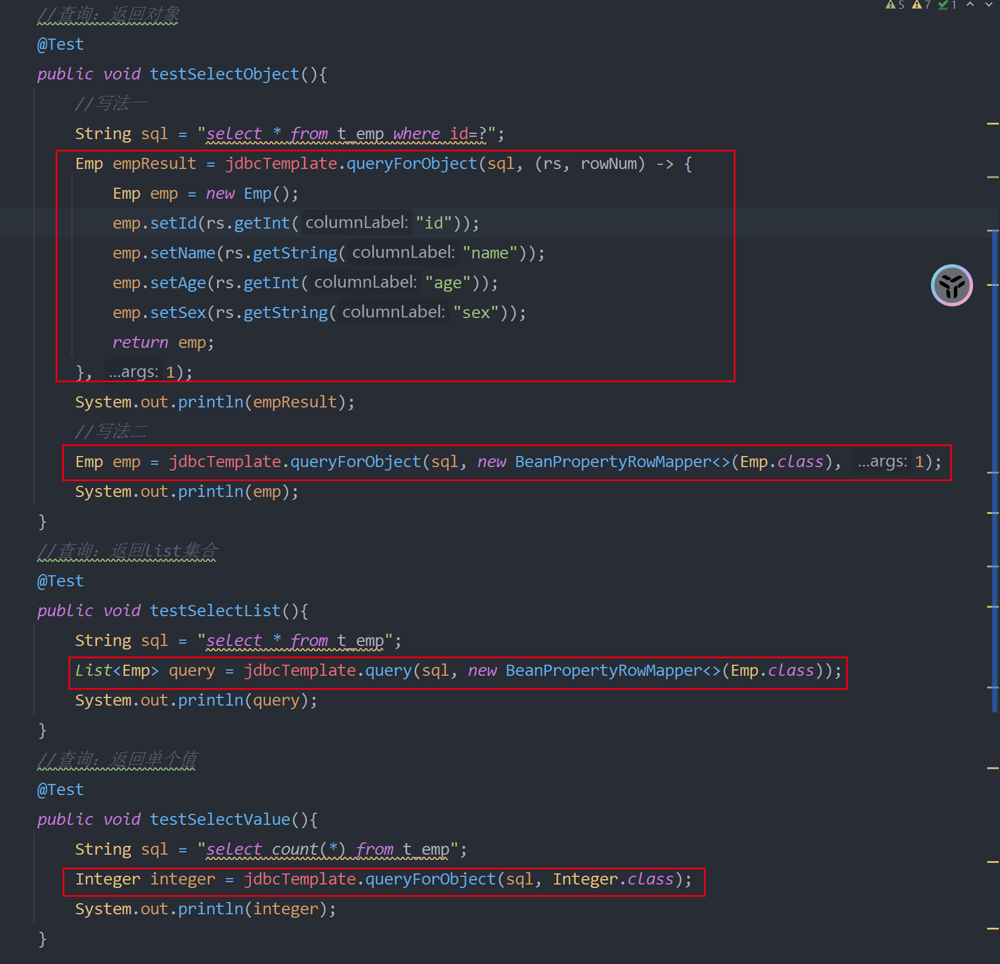 5 7 1
//查询：返回对象
@Test
public void testSelectObject(){
//写法一
String sql = "select * from t_emp where id=?";
Emp empResult = jdbcTemplate.queryForObject(sql, (rs, rowNum) -> {
Emp emp = new Emp();
emp.setId(rs.getInt( columnLabel: "id"));
emp.setName(rs.getString( columnLabel: "name"));
emp.setAge(rs.getInt( columnLabel: "age"));
emp.setSex(rs.getString( columnLabel: "sex"));
return emp;
}, ...args: 1);
System.out.println(empResult);
//写法二
Emp emp = jdbcTemplate.queryForObject(sql, new BeanPropertyRowMapper<>(Emp.class), ...args: 1);
System.out.println(emp);
}
//查询：返回list集合
@Test
public void testSelectList(){
String sql = "select * from t_emp";
List<Emp> query = jdbcTemplate.query(sql, new BeanPropertyRowMapper<>(Emp.class));
System.out.println(query);
}
//查询：返回单个值
@Test
public void testSelectValue(){
String sql = "select count(*) from t_emp";
Integer integer = jdbcTemplate.queryForObject(sql, Integer.class);
System.out.println(integer);
}